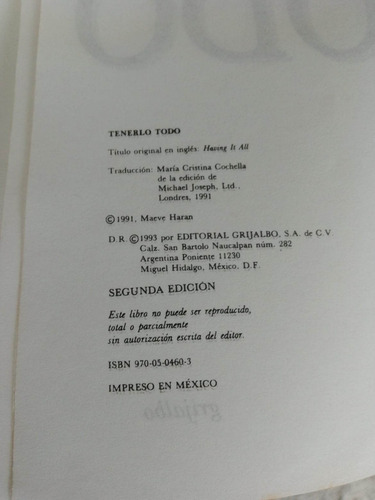 TENERLO TODO
Título original en inglés: Having It All
Traducción: María Cristina Cochella
de la edición de
Michael Joseph, Ltd.,
Londres, 1991
©1991, Maeve Haran
D.R. ©1993 por EDITORIAL GRIJALBO, S.A. de C.V
Calz. San Bartolo Naucalpan núm. 282
Argentina Poniente 11230
Miguel Hidalgo, México, D.F.
SEGUNDA EDICIÓN
Este libro no puede ser reproducido,
total o parcialmente
sin autorización escrita del editor.
ISBN 970-05-0460-3
IMPRESO EN MÉXICO
grijalbo